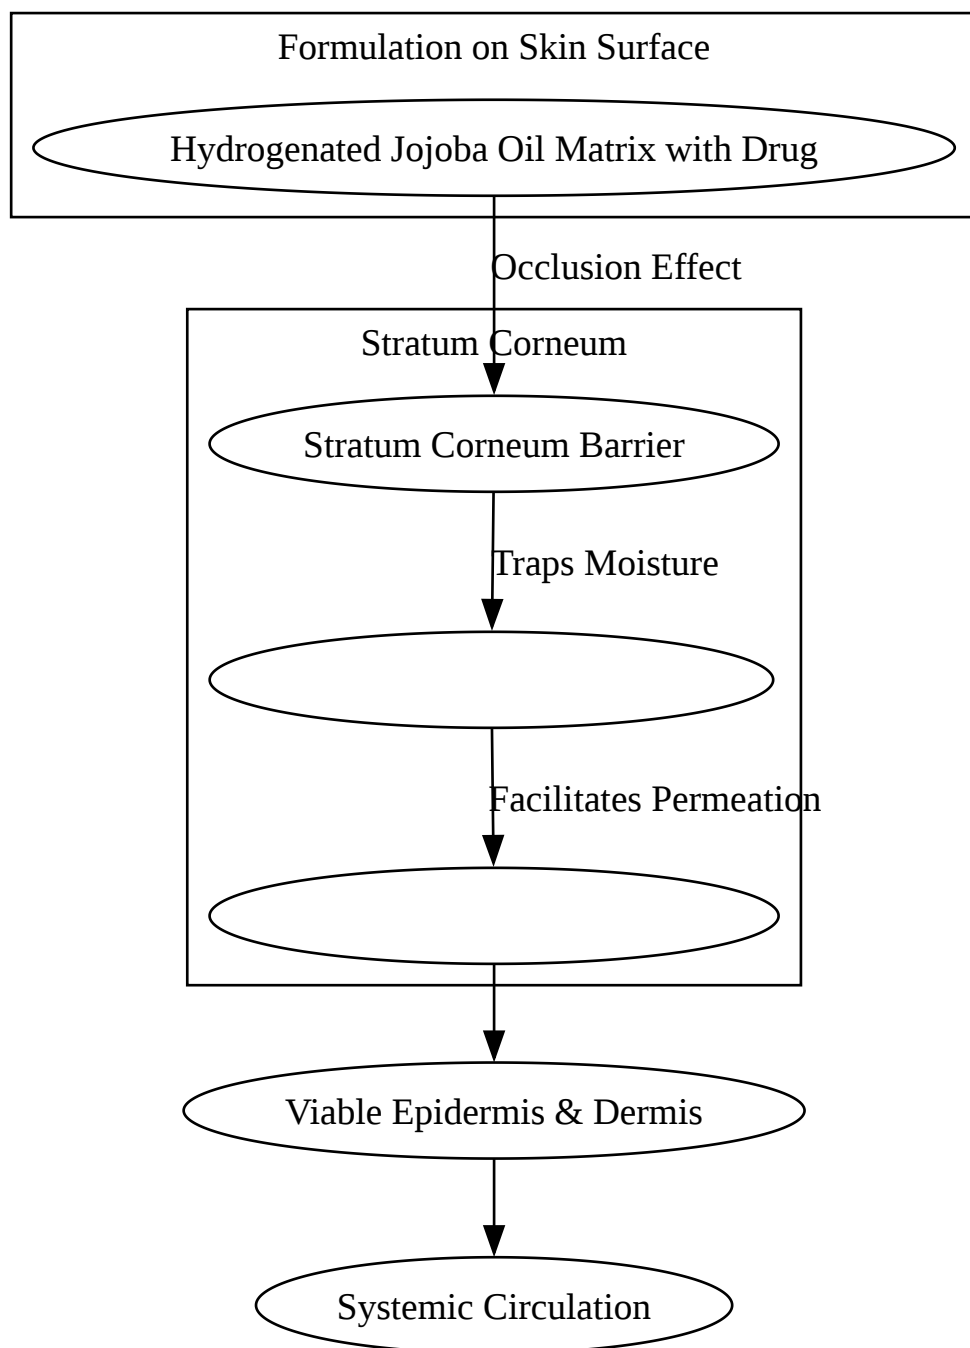 Formulation on Skin Surface
Hydrogenated Jojoba Oil Matrix with Drug
Occlusion Effect
Stratum Corneum
Stratum Corneum Barrier
Traps Moisture
Facilitates Permeation
Viable Epidermis & Dermis
Systemic Circulation